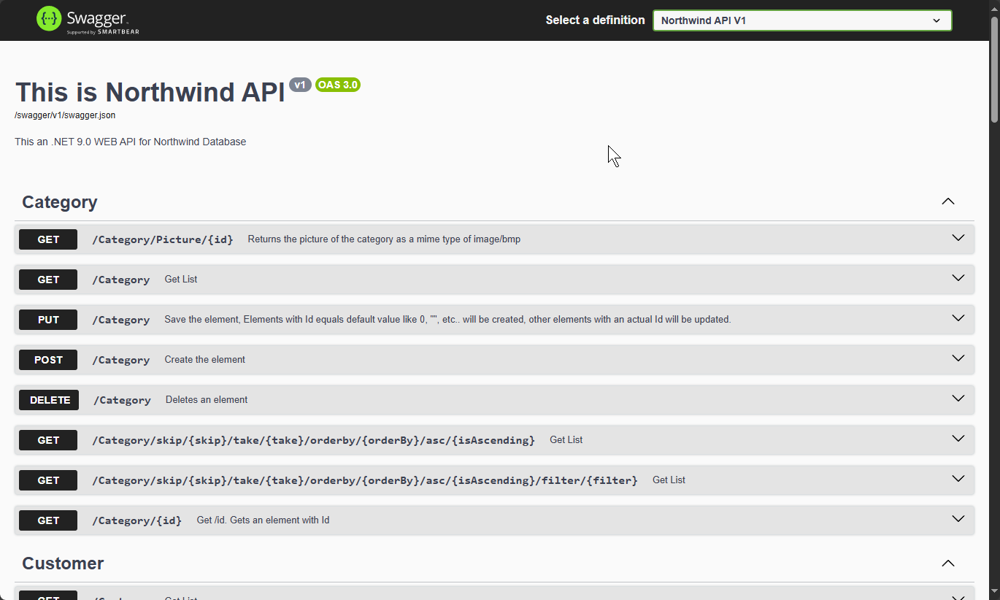 Swagger
Supported by SMARTBEAR
Select a definition
Northwind API V1
This is Northwind API v1 OAS 3.0
/swagger/v1/swagger.json
This an .NET 9.0 WEB API for Northwind Database
Category
GET /Category/Picture/{id} Returns the picture of the category as a mime type of image/bmp
GET /Category Get List
PUT /Category Save the element, Elements with Id equals default value like 0, "", etc.. will be created, other elements with an actual Id will be updated.
POST /Category Create the element
DELETE /Category Deletes an element
GET /Category/skip/{skip}/take/{take}/orderby/{orderBy}/asc/{isAscending} Get List
GET /Category/skip/{skip}/take/{take}/orderby/{orderBy}/asc/{isAscending}/filter/{filter} Get List
GET /Category/{id} Get /id. Gets an element with Id
Customer
GET Get List